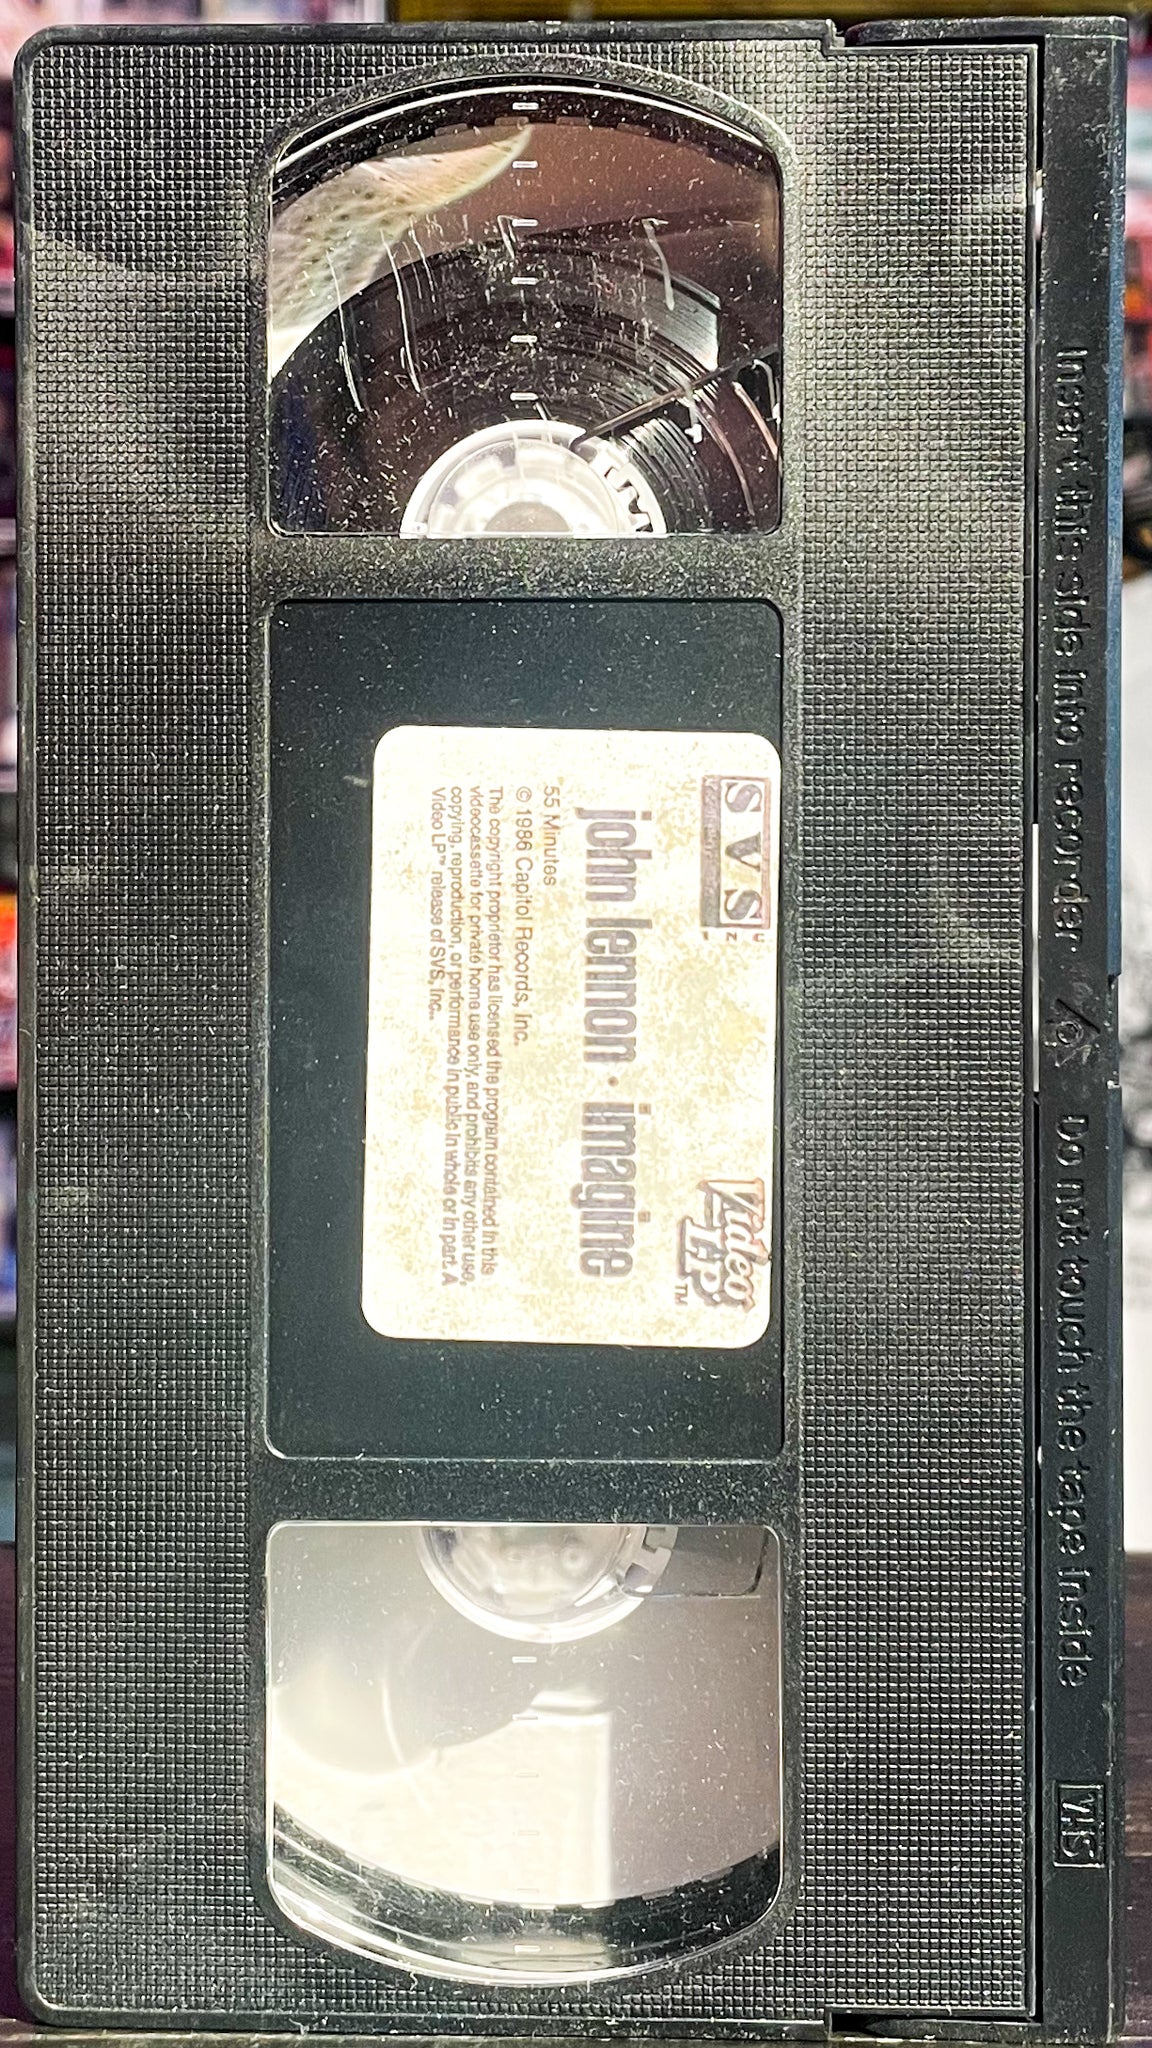 SVS
INC
Video
LP™
john lennon · imagine
55 Minutes
© 1986 Capitol Records, Inc.
The copyright proprietor has licensed the program contained in this
videocassette for private home use only, and prohibits any other use,
copying, reproduction, or performance in public in whole or in part. A
Video LP™ release of SVS, Inc.
Insert this side into recorder
Do not touch the tape inside
VHS